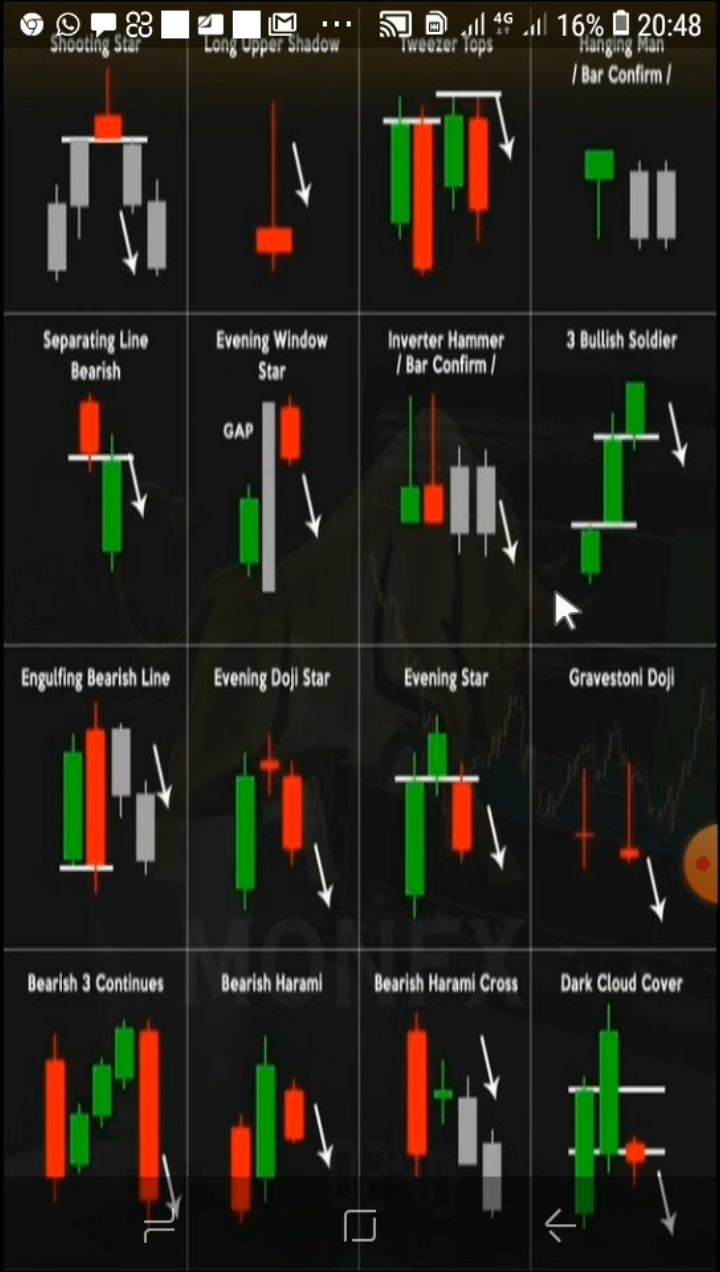 4G
16%
20:48
Shooting Star
Long Upper Shadow
Tweezer Tops
Hanging Man
/ Bar Confirm /
Separating Line
Bearish
Evening Window
Star
GAP
Inverter Hammer
/ Bar Confirm /
3 Bullish Soldier
Engulfing Bearish Line
Evening Doji Star
Evening Star
Gravestoni Doji
MONFX
Bearish 3 Continues
Bearish Harami
Bearish Harami Cross
Dark Cloud Cover